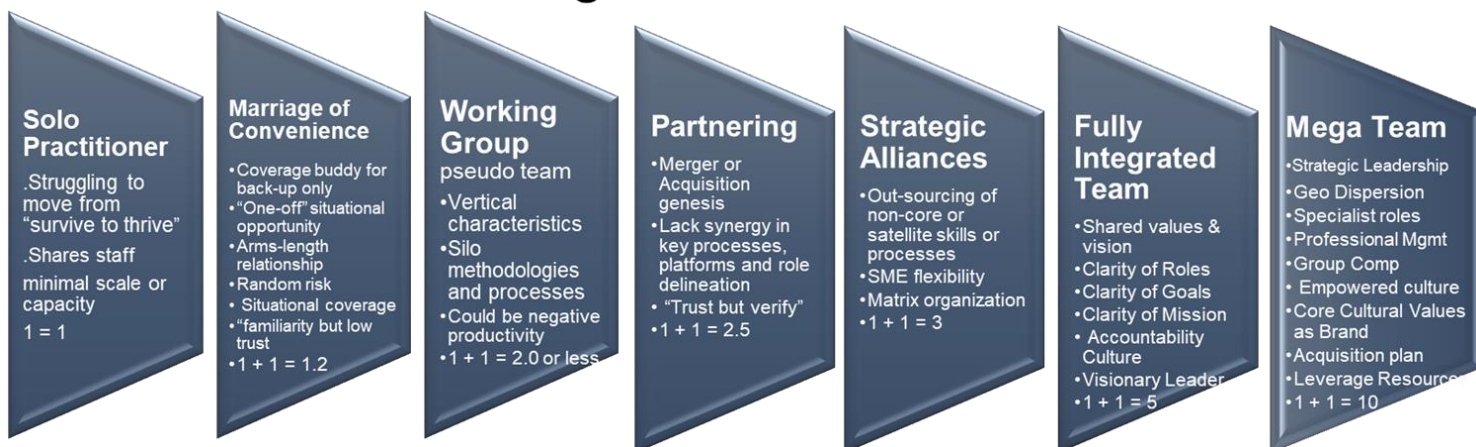 Solo
Practitioner
.Struggling to
move from
“survive to thrive”
.Shares staff
minimal scale or
capacity
1 = 1
Marriage of
Convenience
•Coverage buddy for
back-up only
•“One-off” situational
opportunity
•Arms-length
relationship
•Random risk
• Situational coverage
•“familiarity but low
trust
•1 + 1 = 1.2
Working
Group
pseudo team
•Vertical
characteristics
•Silo
methodologies
and processes
•Could be negative
productivity
•1 + 1 = 2.0 or less
Partnering
•Merger or
Acquisition
genesis
•Lack synergy in
key processes,
platforms and role
delineation
• “Trust but verify”
•1 + 1 = 2.5
Strategic
Alliances
•Out-sourcing of
non-core or
satellite skills or
processes
•SME flexibility
•Matrix organization
•1 + 1 = 3
Fully
Integrated
Team
•Shared values &
vision
•Clarity of Roles
•Clarity of Goals
•Clarity of Mission
• Accountability
Culture
•Visionary Leader
•1 + 1 = 5
Mega Team
•Strategic Leadership
•Geo Dispersion
•Specialist roles
•Professional Mgmt
•Group Comp
• Empowered culture
•Core Cultural Values
as Brand
•Acquisition plan
•Leverage Resources
•1 + 1 = 10